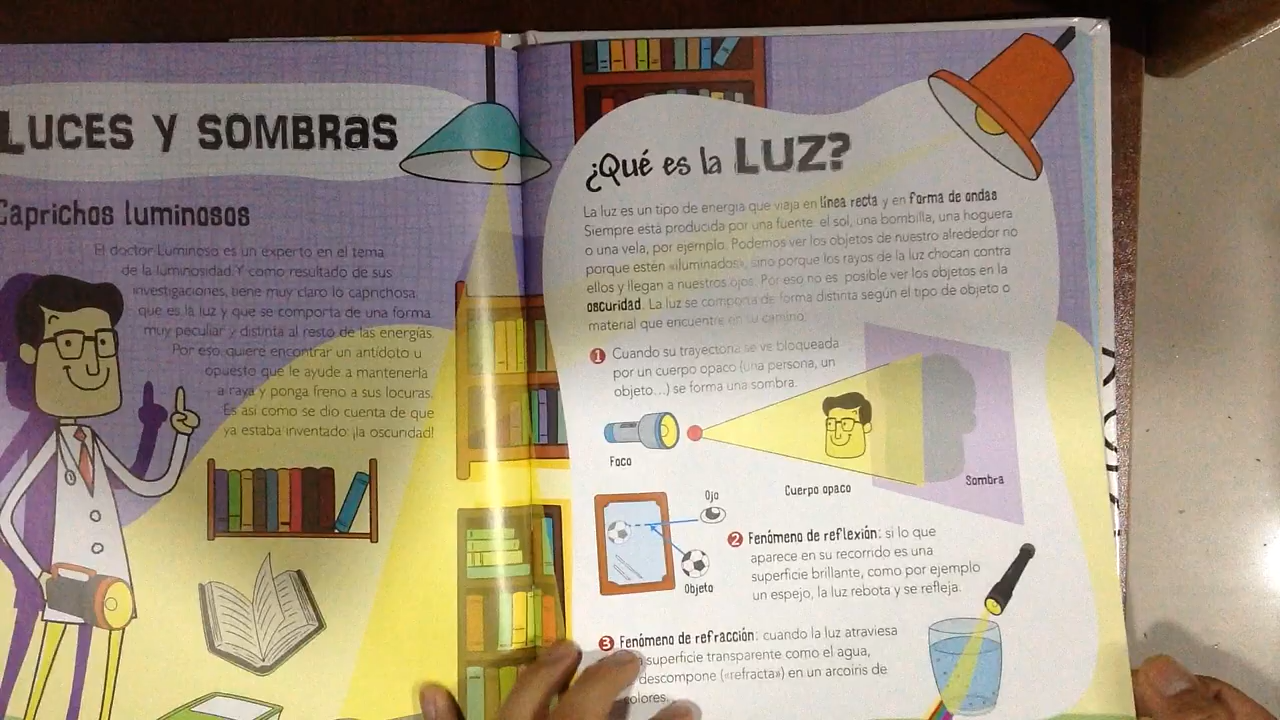 LUCES Y SOMBRAS
Caprichos luminosos
El doctor Luminoso es un experto en el tema
de la luminosidad. Y como resultado de sus
investigaciones, tiene muy claro lo caprichosa
que es la luz y que se comporta de una forma
muy peculiar y distinta al resto de las energías.
Por eso, quiere encontrar un antídoto u
opuesto que le ayude a mantenerla
a raya y ponga freno a sus locuras.
Es así como se dio cuenta de que
ya estaba inventado: ¡la oscuridad!
¿Qué es la LUZ?
La luz es un tipo de energía que viaja en línea recta y en forma de ondas
Siempre está producida por una fuente: el sol, una bombilla, una hoguera
o una vela, por ejemplo. Podemos ver los objetos de nuestro alrededor no
porque estén «iluminados», sino porque los rayos de la luz chocan contra
ellos y llegan a nuestros ojos. Por eso no es posible ver los objetos en la
oscuridad. La luz se comporta de forma distinta según el tipo de objeto o
material que encuentre en su camino:
1 Cuando su trayectoria se ve bloqueada
por un cuerpo opaco (una persona, un
objeto...) se forma una sombra.
Foco
Cuerpo opaco
Sombra
Ojo
Objeto
2 Fenómeno de reflexión: si lo que
aparece en su recorrido es una
superficie brillante, como por ejemplo
un espejo, la luz rebota y se refleja.
3 Fenómeno de refracción: cuando la luz atraviesa
superficie transparente como el agua,
descompone («refracta») en un arcoíris de
colores.